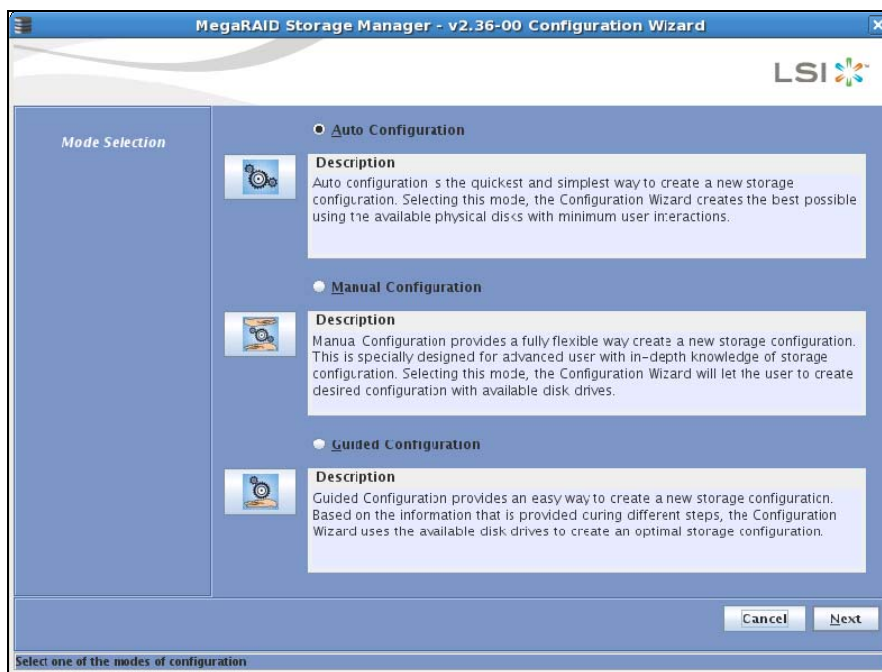 MegaRAID Storage Manager - v2.36-00 Configuration Wizard
LSI
Mode Selection
Auto Configuration
Description
Auto configuration is the quickest and simplest way to create a new storage
configuration. Selecting this mode, the Configuration Wizard creates the best possible
using the available physical disks with minimum user interactions.
Manual Configuration
Description
Manual Configuration provides a fully flexible way create a new storage configuration.
This is specially designed for advanced user with in-depth knowledge of storage
configuration. Selecting this mode, the Configuration Wizard will let the user to create
desired configuration with available disk drives.
Guided Configuration
Description
Guided Configuration provides an easy way to create a new storage configuration.
Based on the information that is provided during different steps, the Configuration
Wizard uses the available disk drives to create an optimal storage configuration.
Cancel
Next
Select one of the modes of configuration